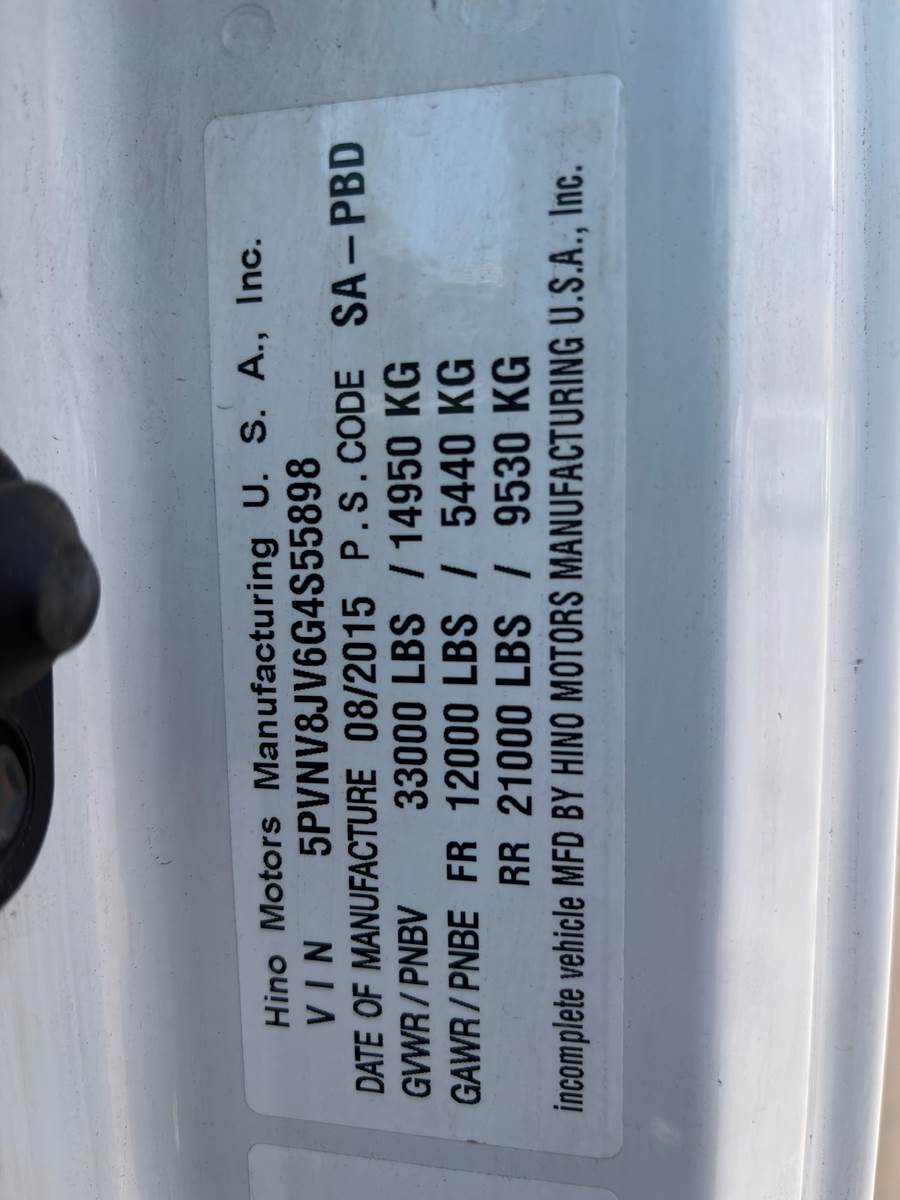 Hino Motors Manufacturing U. S. A., Inc.
VIN 5PVNV8JV6G4S55898
DATE OF MANUFACTURE 08/2015 P.S.CODE SA-PBD
GVWR/PNBV 33000 LBS / 14950 KG
GAWR/PNBE FR 12000 LBS / 5440 KG
RR 21000 LBS / 9530 KG
incomplete vehicle MFD BY HINO MOTORS MANUFACTURING U.S.A., Inc.